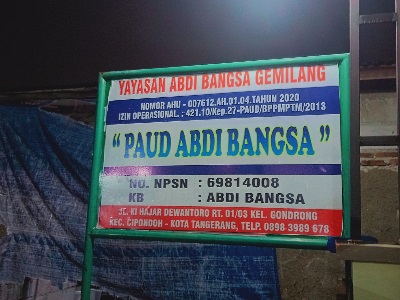 YAYASAN ABDI BANGSA GEMILANG
NOMOR AHU - 007612.AH.01.04.TAHUN 2020
IZIN OPERASIONAL. : 421.10/Kep.27-PAUD/BPPMPTM/2013
“ PAUD ABDI BANGSA ”
NO. NPSN : 69814008
KB : ABDI BANGSA
JL. KI HAJAR DEWANTORO RT. 01/03 KEL. GONDRONG
KEC. CIPONDOH - KOTA TANGERANG, TELP. 0898 3989 678